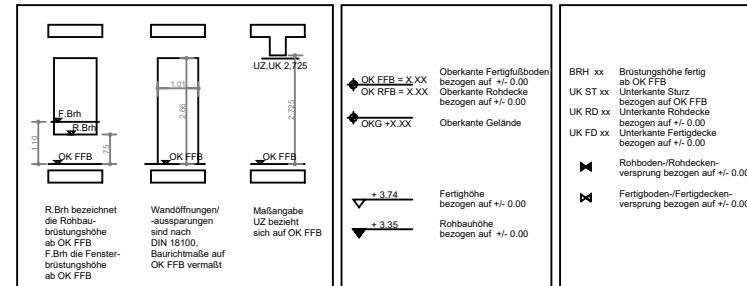 UZ,UK 2,725
1.01
2.66
2,725
F.Brh
R.Brh
1.10
75
OK FFB
OK FFB
OK FFB
R.Brh bezeichnet
die Rohbau-
brüstungshöhe
ab OK FFB
F.Brh die Fenster-
brüstungshöhe
ab OK FFB
Wandöffnungen/
-aussparungen
sind nach
DIN 18100,
Baurichtmaße auf
OK FFB vermaßt
Maßangabe
UZ bezieht
sich auf OK FFB
OK FFB = X.XX
OK RFB = X.XX
Oberkante Fertigfußboden
bezogen auf +/- 0.00
Oberkante Rohdecke
bezogen auf +/- 0.00
OKG +X.XX
Oberkante Gelände
+ 3.74
Fertighöhe
bezogen auf +/- 0.00
+ 3.35
Rohbauhöhe
bezogen auf +/- 0.00
BRH xx Brüstungshöhe fertig
ab OK FFB
UK ST xx Unterkante Sturz
bezogen auf OK FFB
UK RD xx Unterkante Rohdecke
bezogen auf +/- 0.00
UK FD xx Unterkante Fertigdecke
bezogen auf +/- 0.00
Rohboden-/Rohdecken-
versprung bezogen auf +/- 0.00
Fertigboden-/Fertigdecken-
versprung bezogen auf +/- 0.00